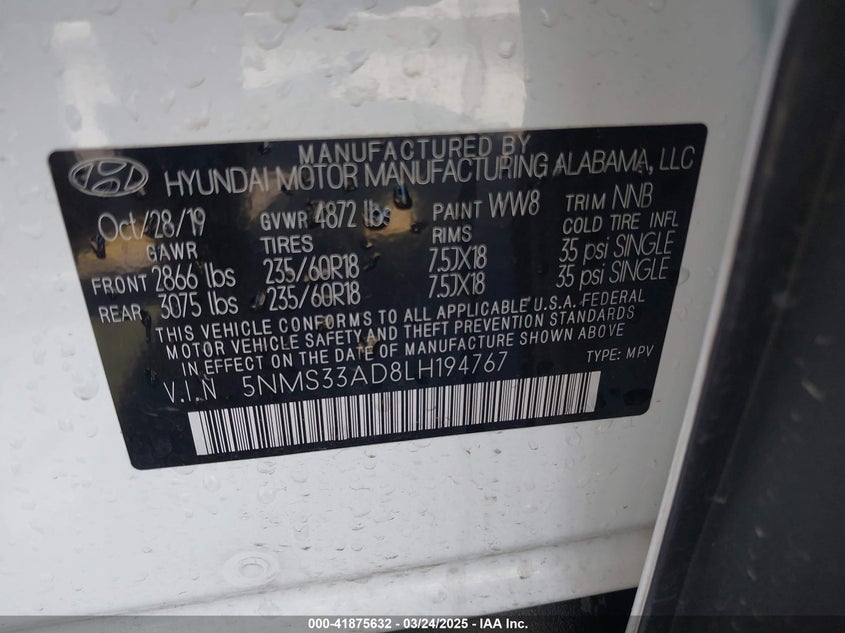 MANUFACTURED BY
HYUNDAI MOTOR MANUFACTURING ALABAMA, LLC
Oct/28/19 GVWR 4872 lbs PAINT WW8 TRIM NNB
GAWR TIRES RIMS COLD TIRE INFL
FRONT 2866 lbs 235/60R18 7.5JX18 35 psi SINGLE
REAR 3075 lbs 235/60R18 7.5JX18 35 psi SINGLE
THIS VEHICLE CONFORMS TO ALL APPLICABLE U.S.A. FEDERAL
MOTOR VEHICLE SAFETY AND THEFT PREVENTION STANDARDS
IN EFFECT ON THE DATE OF MANUFACTURE SHOWN ABOVE
V.I.N 5NMS33AD8LH194767 TYPE: MPV
000-41875632 - 03/24/2025 - IAA Inc.